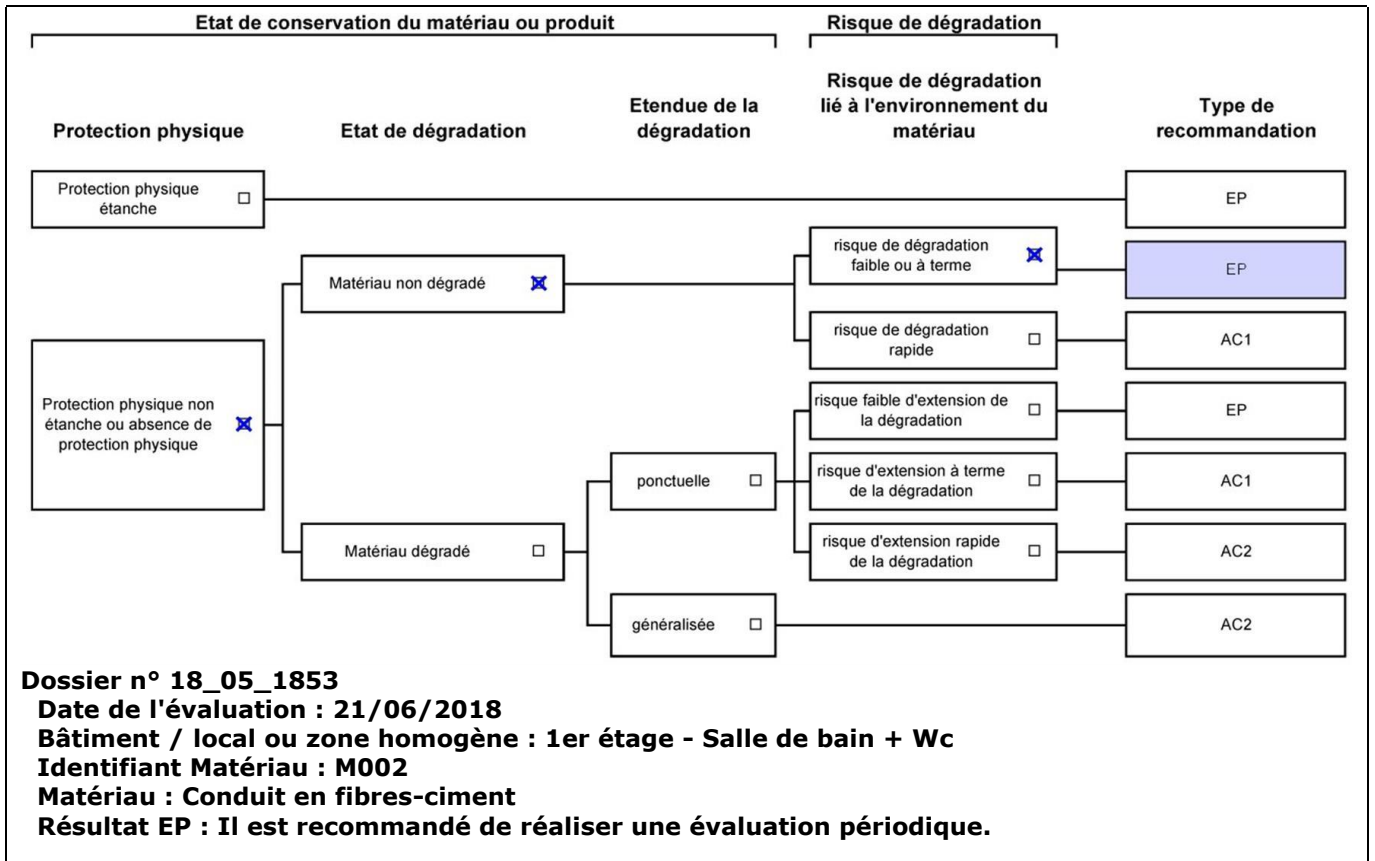 Etat de conservation du matériau ou produit
Risque de dégradation
Protection physique
Etat de dégradation
Etendue de la
dégradation
Risque de dégradation
lié à l'environnement du
matériau
Type de
recommandation
Protection physique
étanche
EP
risque de dégradation
faible ou à terme
EP
Matériau non dégradé
risque de dégradation
rapide
AC1
Protection physique non
étanche ou absence de
protection physique
risque faible d'extension de
la dégradation
EP
ponctuelle
risque d'extension à terme
de la dégradation
AC1
Matériau dégradé
risque d'extension rapide
de la dégradation
AC2
généralisée
AC2
Dossier n° 18_05_1853
Date de l'évaluation : 21/06/2018
Bâtiment / local ou zone homogène : 1er étage - Salle de bain + Wc
Identifiant Matériau : M002
Matériau : Conduit en fibres-ciment
Résultat EP : Il est recommandé de réaliser une évaluation périodique.